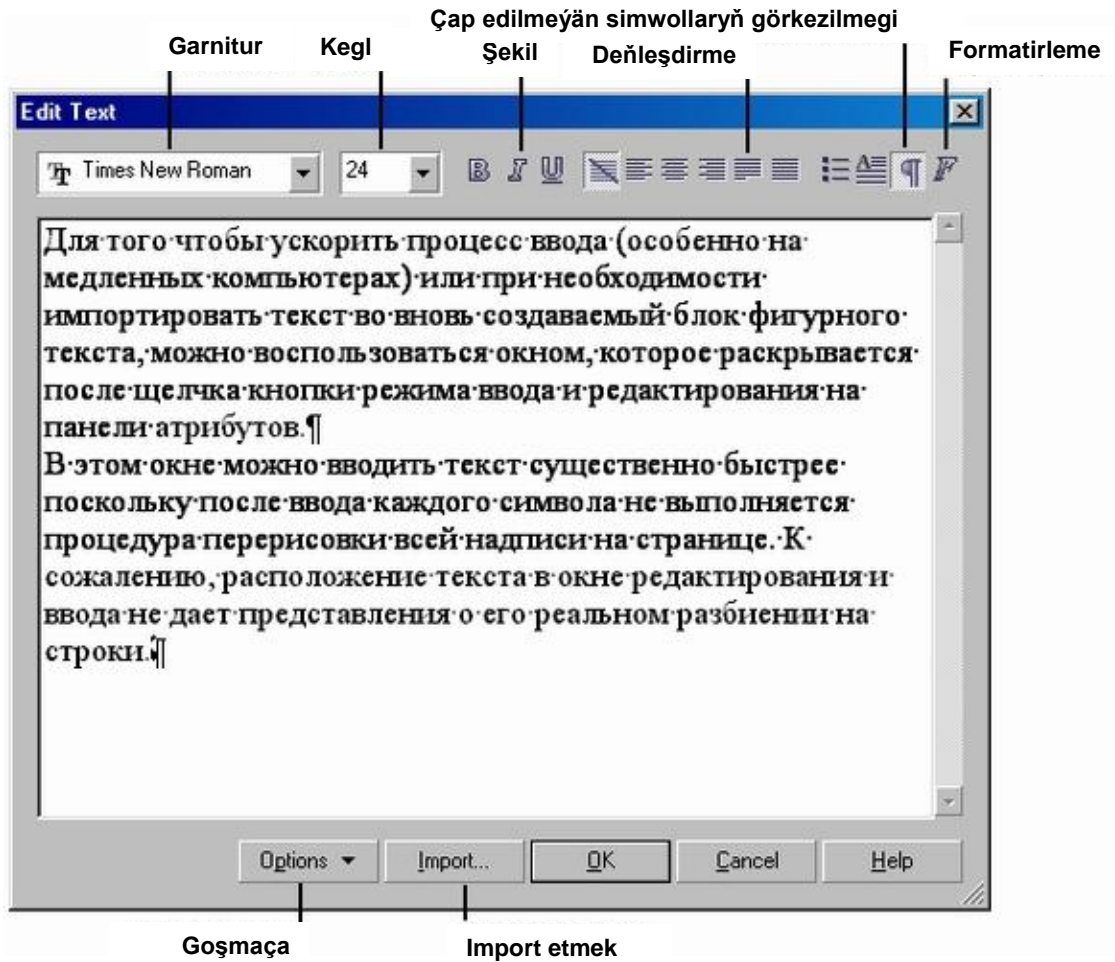 Çap edilmeýän simwollaryň görkezilmegi
Garnitur Kegl Şekil Deňleşdirme Formatirleme
Edit Text
Times New Roman 24 B I U ¶ F
Для·того·чтобы·ускорить·процесс·ввода·(особенно·на·
медленных·компьютерах)·или·при·необходимости·
импортировать·текст·во·вновь·создаваемый·блок·фигурного·
текста,·можно·воспользоваться·окном,·которое·раскрывается·
после·щелчка·кнопки·режима·ввода·и·редактирования·на·
панели·атрибутов.¶
В·этом·окне·можно·вводить·текст·существенно·быстрее·
поскольку·после·ввода·каждого·символа·не·выполняется·
процедура·перерисовки·всей·надписи·на·странице.·К·
сожалению,·расположение·текста·в·окне·редактирования·и·
ввода·не·дает·представления·о·его·реальном·разбиении·на·
строки.¶
Options Import... OK Cancel Help
Goşmaça Import etmek